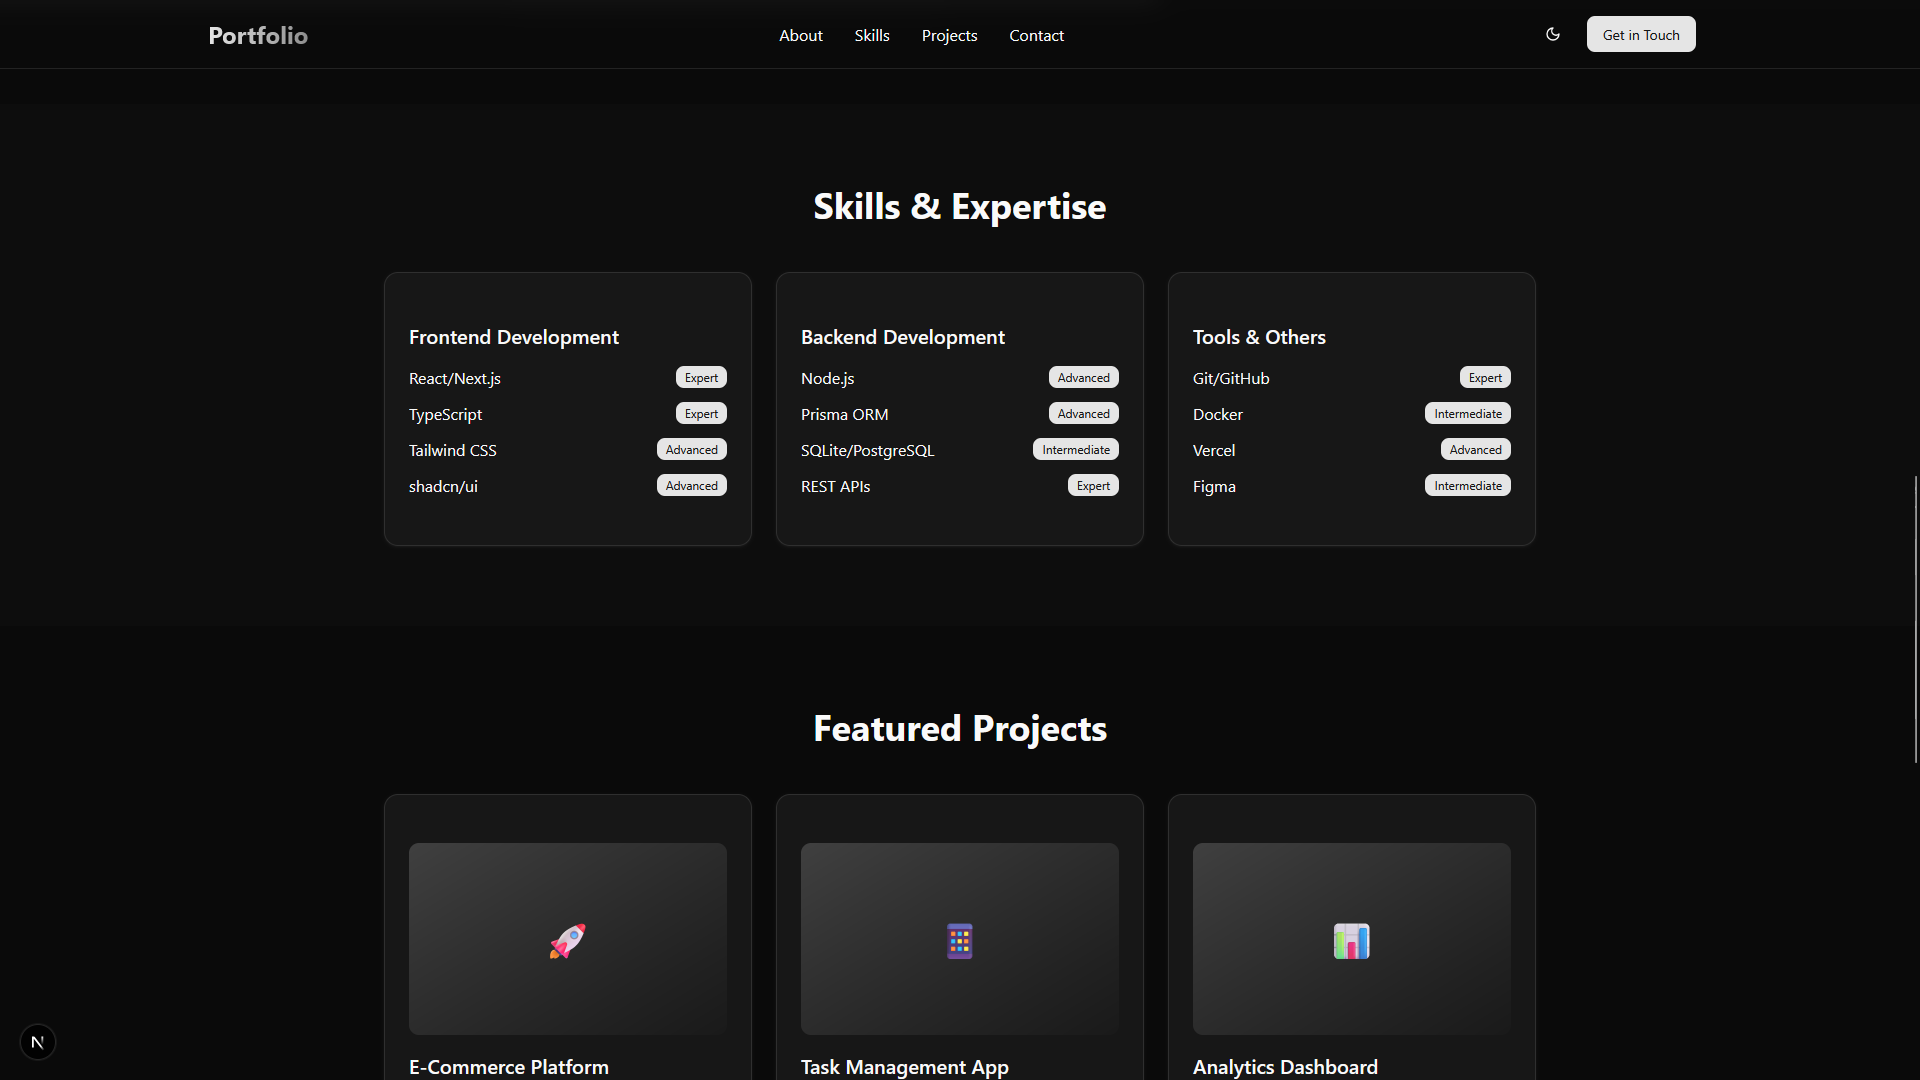 Portfolio
About
Skills
Projects
Contact
Get in Touch
Skills & Expertise
Frontend Development
React/Next.js Expert
TypeScript Expert
Tailwind CSS Advanced
shadcn/ui Advanced
Backend Development
Node.js Advanced
Prisma ORM Advanced
SQLite/PostgreSQL Intermediate
REST APIs Expert
Tools & Others
Git/GitHub Expert
Docker Intermediate
Vercel Advanced
Figma Intermediate
Featured Projects
E-Commerce Platform
Task Management App
Analytics Dashboard
N